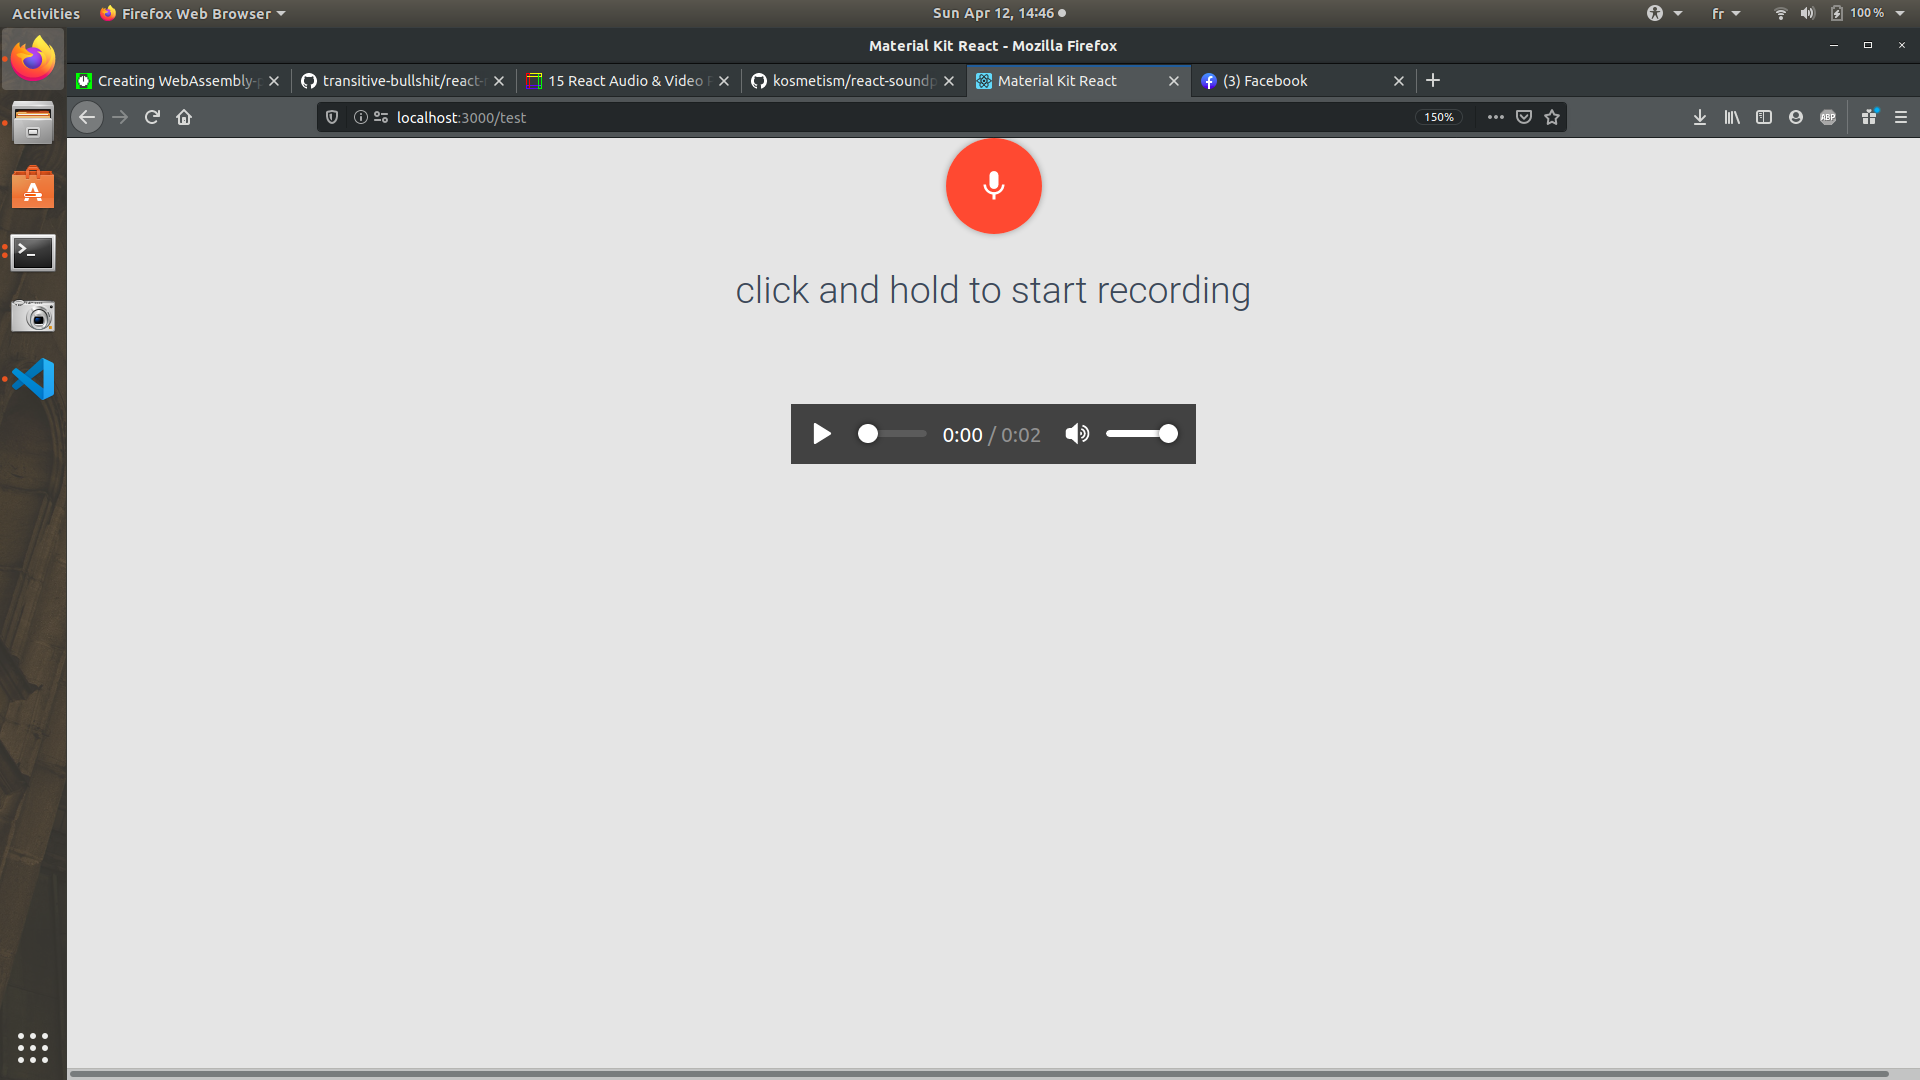 Activities Firefox Web Browser Sun Apr 12, 14:46 fr 100 %
Material Kit React - Mozilla Firefox
Creating WebAssembly-p transitive-bullshit/react- 15 React Audio & Video kosmetism/react-soundp Material Kit React (3) Facebook
localhost:3000/test 150% ABP
click and hold to start recording
0:00 / 0:02